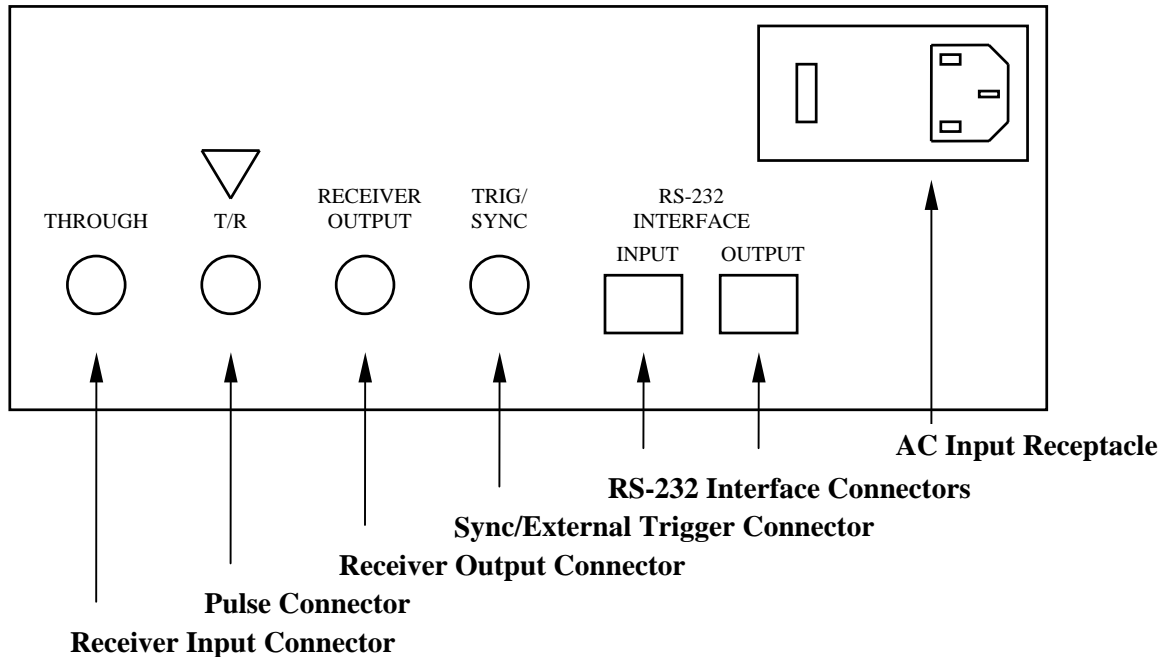 THROUGH
T/R
RECEIVER
OUTPUT
TRIG/
SYNC
RS-232
INTERFACE
INPUT
OUTPUT
AC Input Receptacle
RS-232 Interface Connectors
Sync/External Trigger Connector
Receiver Output Connector
Pulse Connector
Receiver Input Connector